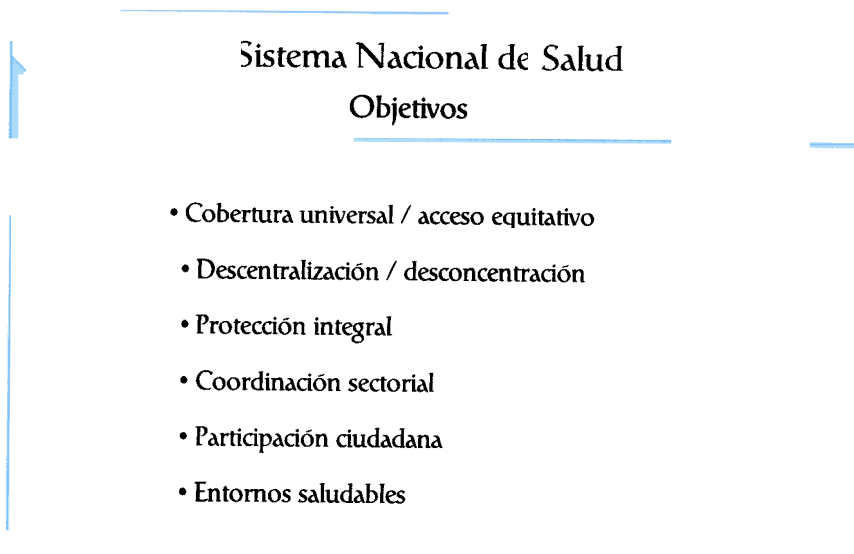 Sistema Nacional de Salud
Objetivos
• Cobertura universal / acceso equitativo
• Descentralización / desconcentración
• Protección integral
• Coordinación sectorial
• Participación ciudadana
• Entornos saludables